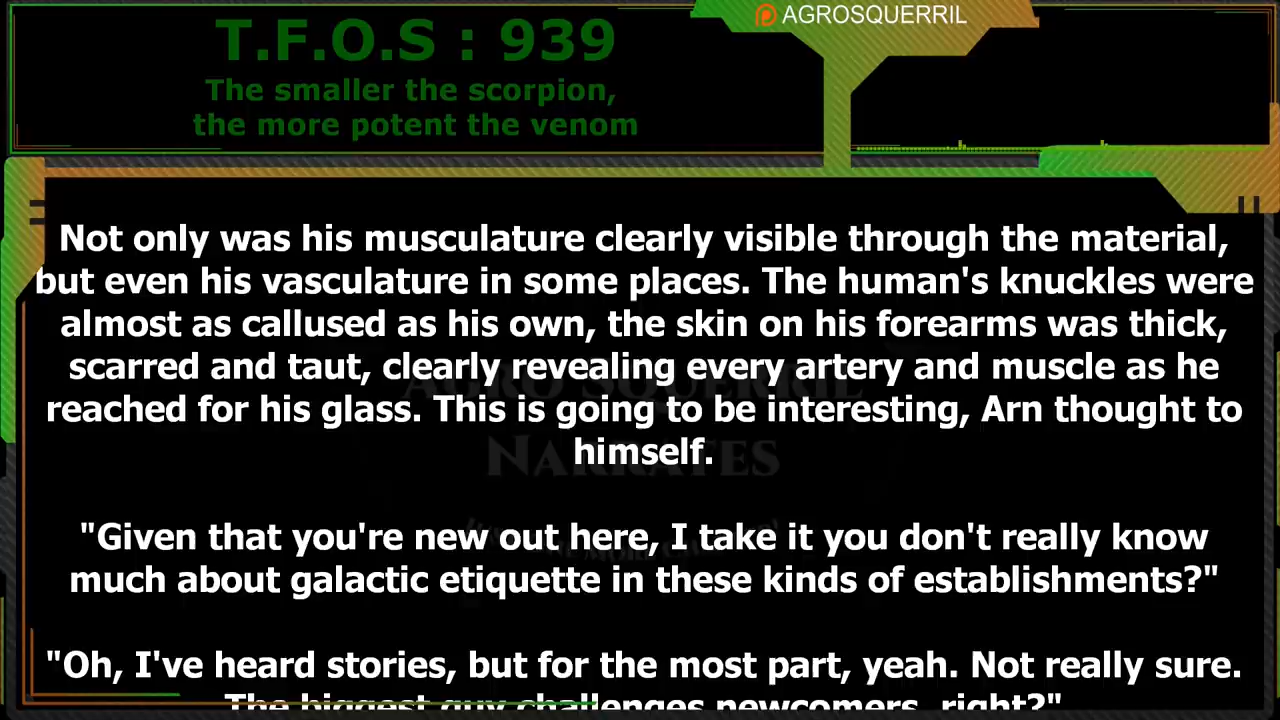 AGROSQUERRIL
T.F.O.S : 939
The smaller the scorpion,
the more potent the venom
Not only was his musculature clearly visible through the material,
but even his vasculature in some places. The human's knuckles were
almost as callused as his own, the skin on his forearms was thick,
scarred and taut, clearly revealing every artery and muscle as he
reached for his glass. This is going to be interesting, Arn thought to
himself.
AGRO SQUERRIL
NARRATES
"Given that you're new out here, I take it you don't really know
much about galactic etiquette in these kinds of establishments?"
"Oh, I've heard stories, but for the most part, yeah. Not really sure.
The biggest guy challenges newcomers, right?"